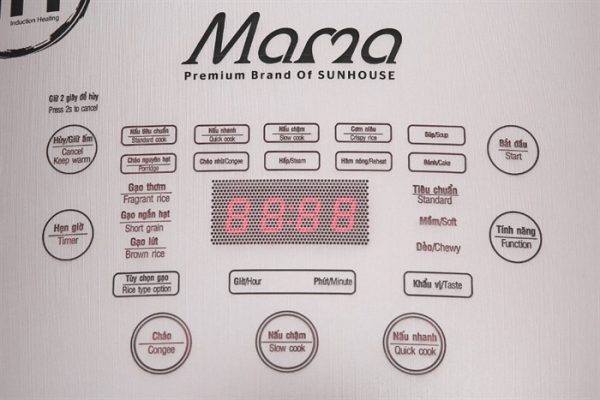 Induction Heating
Mama
Premium Brand Of SUNHOUSE
Giữ 2 giây để hủy
Press 2s to cancel
Hủy/Giữ ấm
Cancel
Keep warm
Nấu tiêu chuẩn
Standard cook
Nấu nhanh
Quick cook
Nấu chậm
Slow cook
Cơm niêu
Crispy rice
Súp/Soup
Bắt đầu
Start
Cháo nguyên hạt
Porridge
Cháo nhừ/Congee
Hấp/Steam
Hâm nóng/Reheat
Bánh/Cake
Gạo thơm
Fragrant rice
Gạo ngắn hạt
Short grain
Gạo lứt
Brown rice
8888
Tiêu chuẩn
Standard
Mềm/Soft
Dẻo/Chewy
Hẹn giờ
Timer
Tính năng
Function
Tùy chọn gạo
Rice type option
Giờ/Hour
Phút/Minute
Khẩu vị/Taste
Cháo
Congee
Nấu chậm
Slow cook
Nấu nhanh
Quick cook